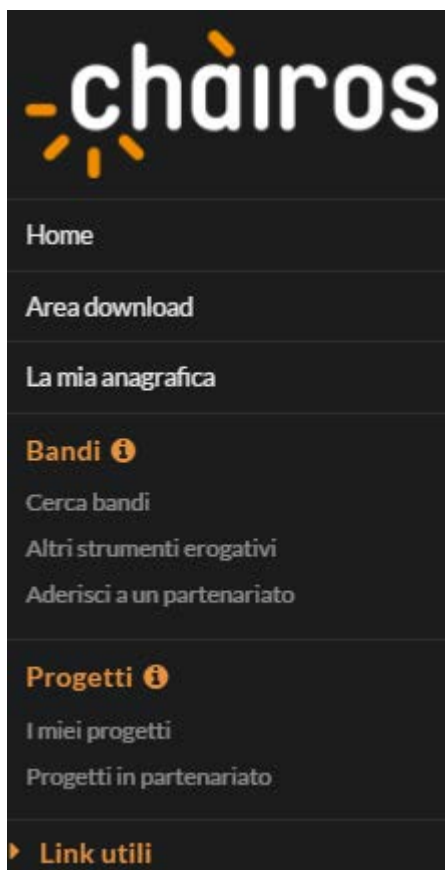 chàiros
Home
Area download
La mia anagrafica
Bandi
Cerca bandi
Altri strumenti erogativi
Aderisci a un partenariato
Progetti
I miei progetti
Progetti in partenariato
Link utili